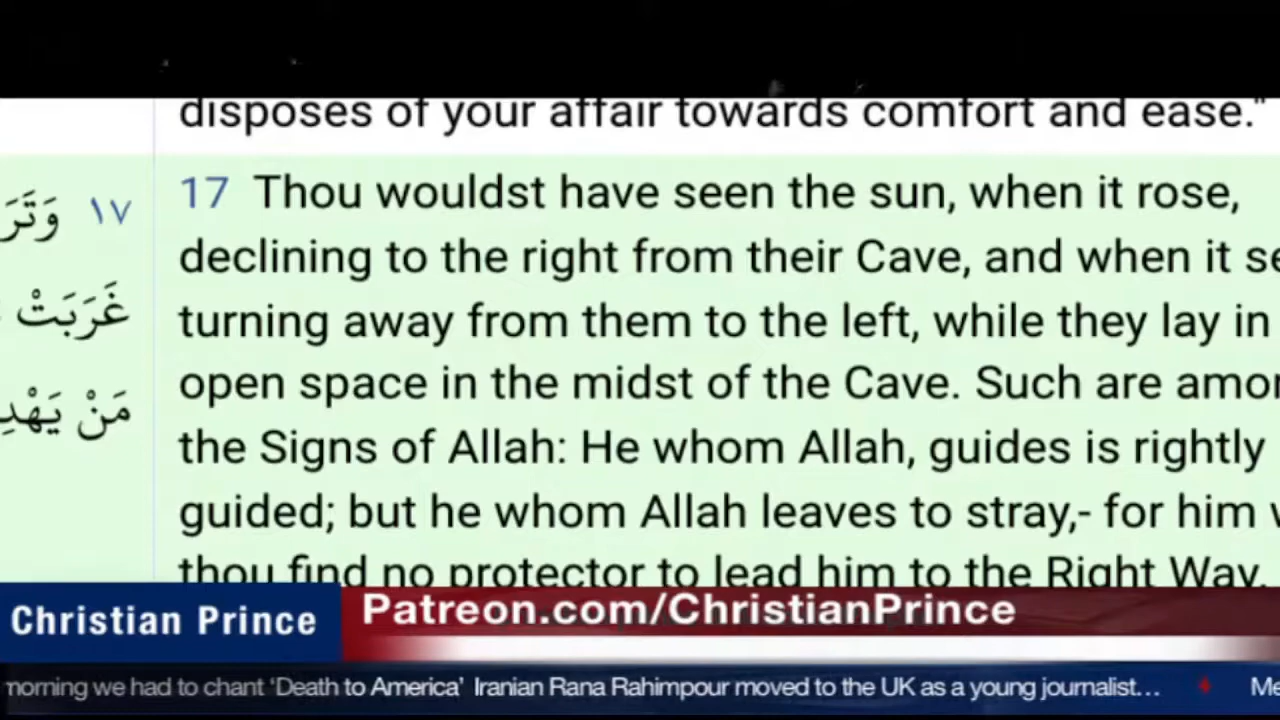 disposes of your affair towards comfort and ease."
17 Thou wouldst have seen the sun, when it rose,
declining to the right from their Cave, and when it se
turning away from them to the left, while they lay in
open space in the midst of the Cave. Such are amo
the Signs of Allah: He whom Allah, guides is rightly
guided; but he whom Allah leaves to stray,- for him
thou find no protector to lead him to the Right Way.
١٧ وَتَرَ
غَرَبَتْ
مَنْ يَهْدِ
Christian Prince
Patreon.com/ChristianPrince
morning we had to chant ‘Death to America’ Iranian Rana Rahimpour moved to the UK as a young journalist… Me